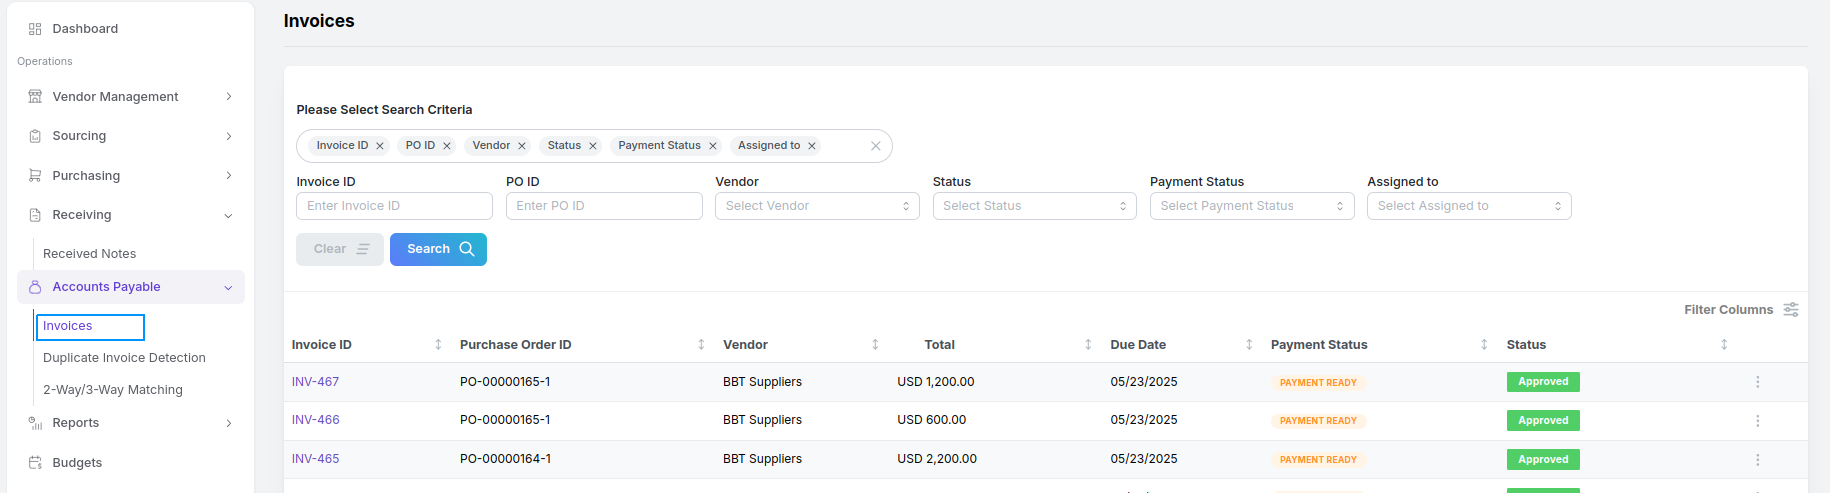 Dashboard
Operations
Vendor Management
Sourcing
Purchasing
Receiving
Received Notes
Accounts Payable
Invoices
Duplicate Invoice Detection
2-Way/3-Way Matching
Reports
Budgets
Invoices
Please Select Search Criteria
Invoice ID PO ID Vendor Status Payment Status Assigned to
Invoice ID PO ID Vendor Status Payment Status Assigned to
Enter Invoice ID Enter PO ID Select Vendor Select Status Select Payment Status Select Assigned to
Clear Search
Filter Columns
Invoice ID Purchase Order ID Vendor Total Due Date Payment Status Status
INV-467 PO-00000165-1 BBT Suppliers USD 1,200.00 05/23/2025 PAYMENT READY Approved
INV-466 PO-00000165-1 BBT Suppliers USD 600.00 05/23/2025 PAYMENT READY Approved
INV-465 PO-00000164-1 BBT Suppliers USD 2,200.00 05/23/2025 PAYMENT READY Approved